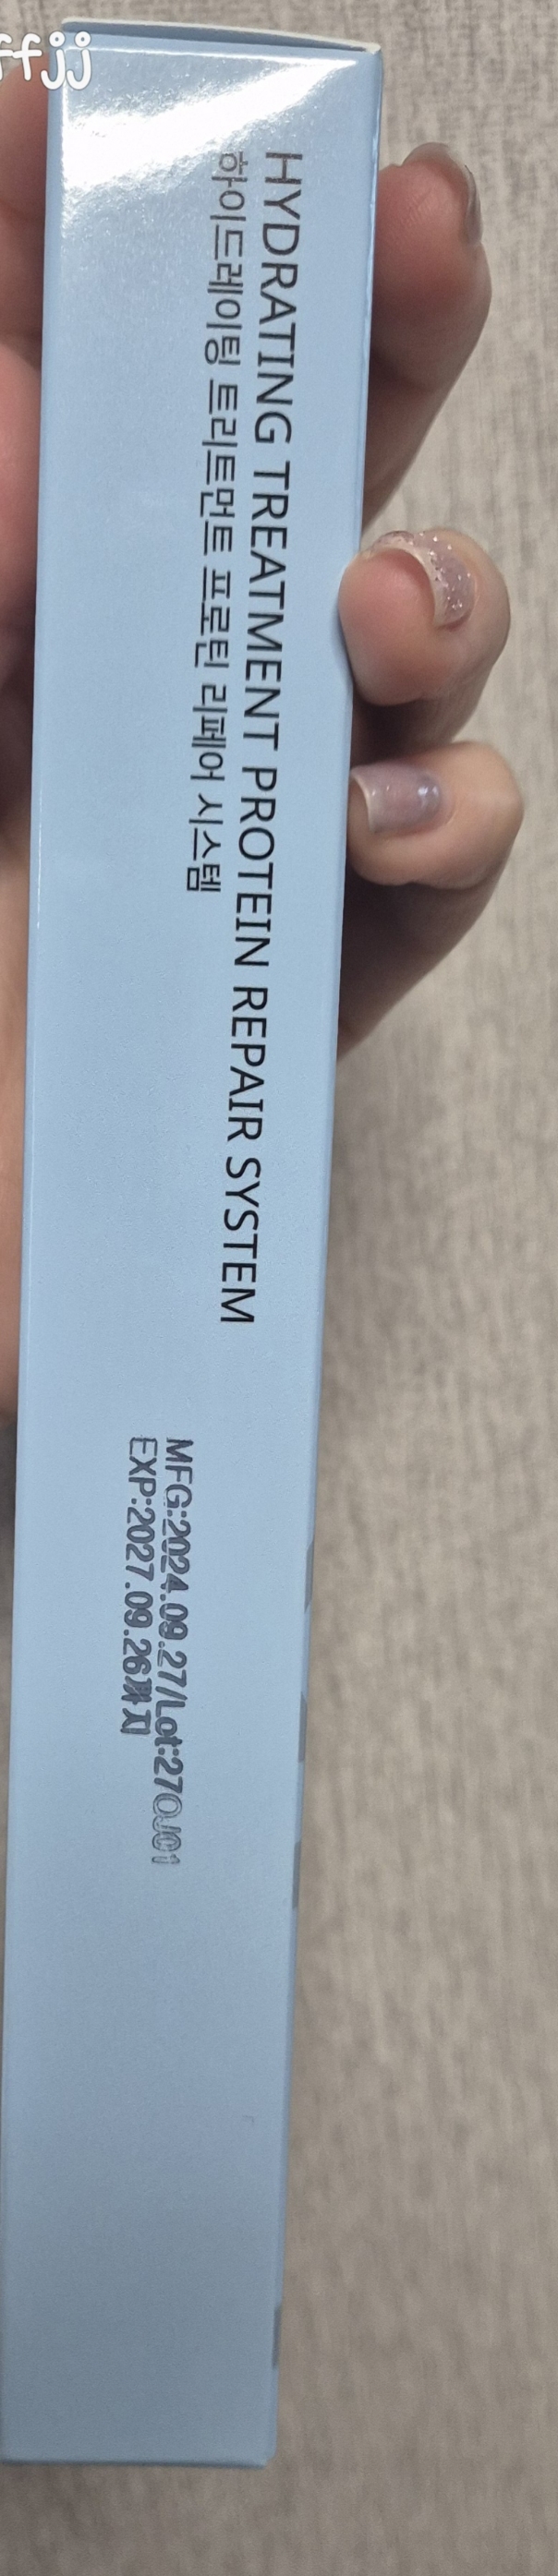 ffjj
HYDRATING TREATMENT PROTEIN REPAIR SYSTEM
하이드레이팅 트리트먼트 프로틴 리페어 시스템
MFG:2024.09.27/Lot:27OJ01
EXP:2027.09.26까지